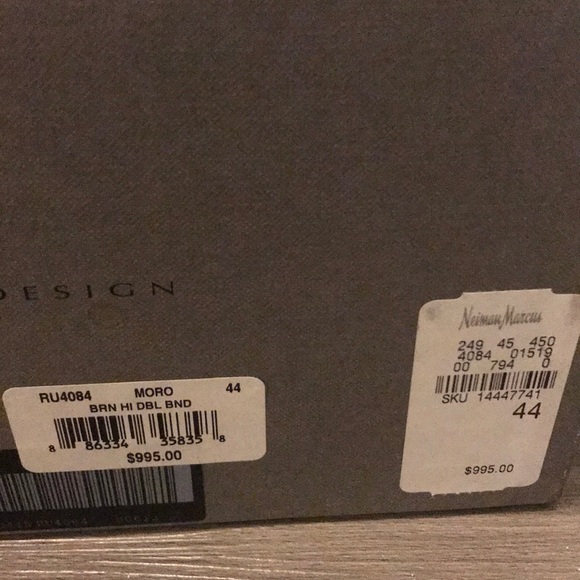 DESIGN
RU4084 MORO 44
BRN HI DBL BND
8 86334 35835 8
$995.00
Neiman Marcus
249 45 450
4084 01519
00 794 0
SKU 14447741
44
$995.00